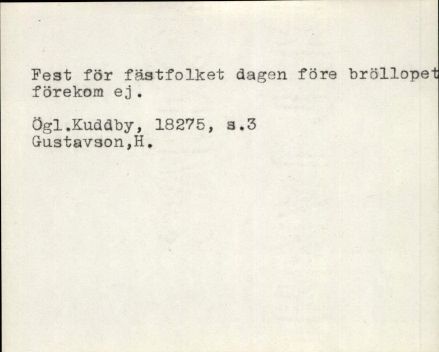 Fest för fästfolket dagen före bröllopet
förekom ej.
Ögl.Kuddby, 18275, s.3
Gustavson,H.